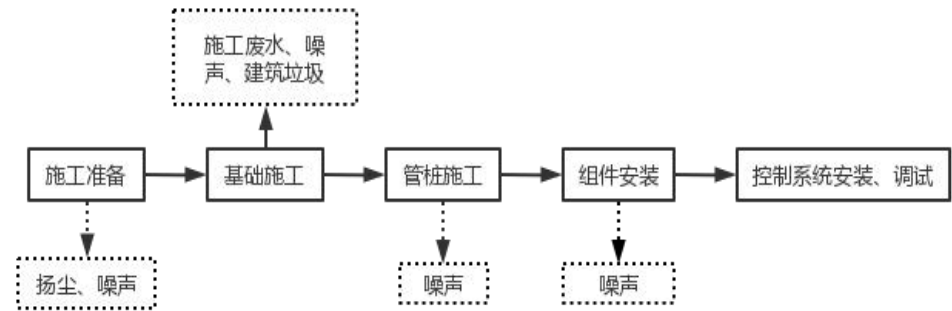 施工废水、噪
声、建筑垃圾
施工准备
基础施工
管桩施工
组件安装
控制系统安装、调试
扬尘、噪声
噪声
噪声